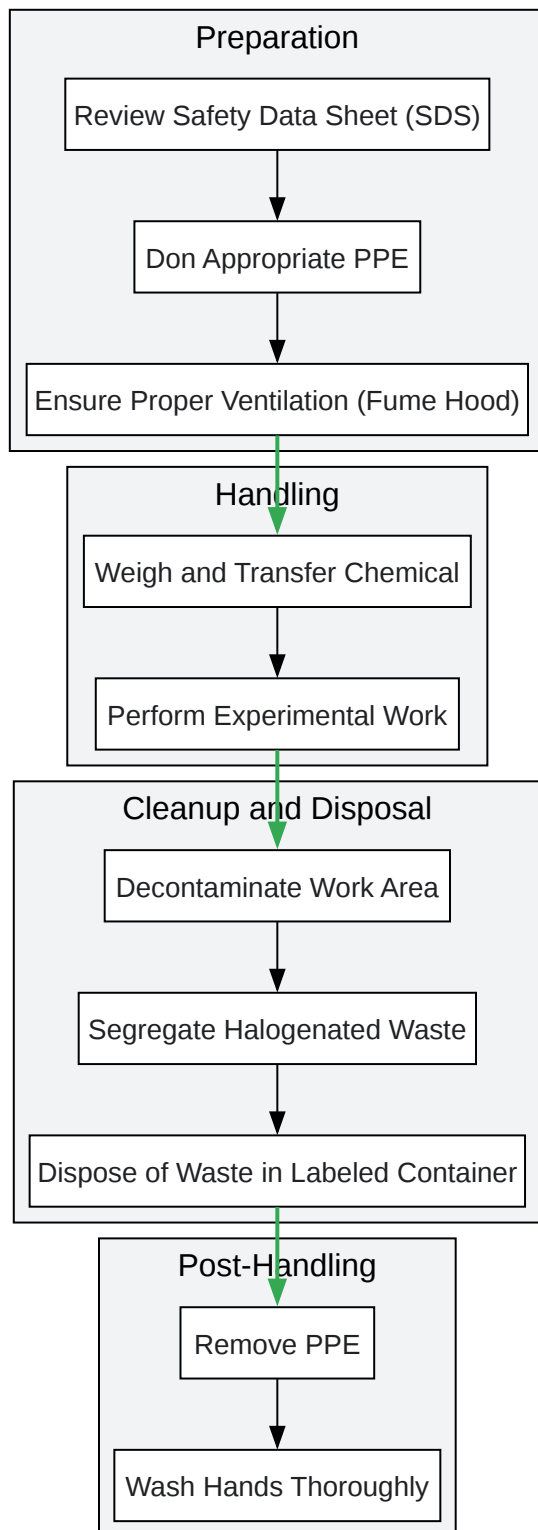 Preparation
Review Safety Data Sheet (SDS)
Don Appropriate PPE
Ensure Proper Ventilation (Fume Hood)
Handling
Weigh and Transfer Chemical
Perform Experimental Work
Cleanup and Disposal
Decontaminate Work Area
Segregate Halogenated Waste
Dispose of Waste in Labeled Container
Post-Handling
Remove PPE
Wash Hands Thoroughly